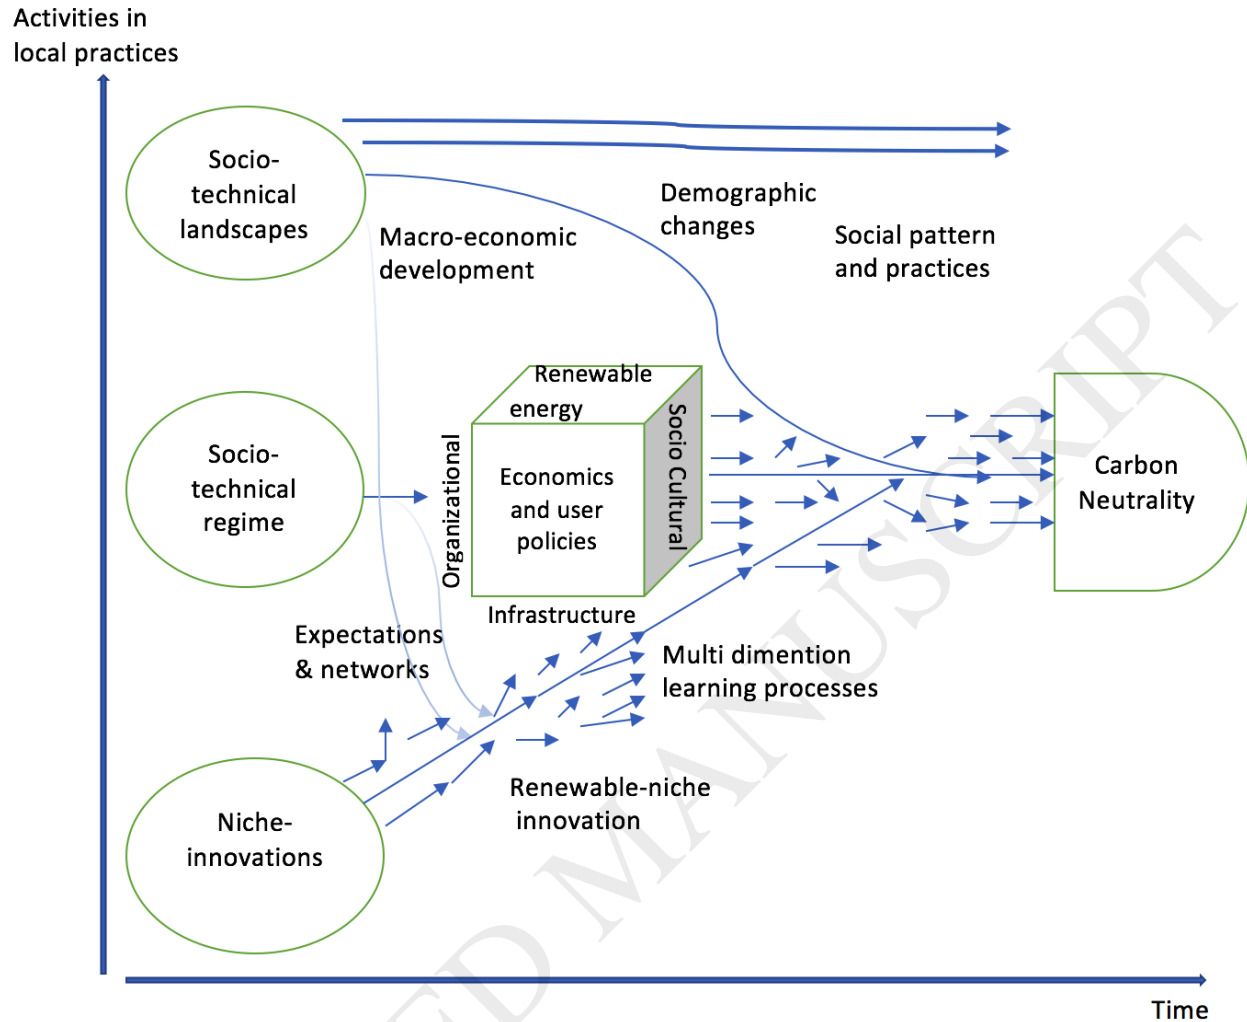 Activities in
local practices
Socio-
technical
landscapes
Macro-economic
development
Demographic
changes
Social pattern
and practices
Socio-
technical
regime
Organizational
Renewable
energy
Economics
and user
policies
Socio Cultural
Infrastructure
Carbon
Neutrality
Expectations
& networks
Multi dimention
learning processes
Renewable-niche
innovation
Niche-
innovations
Time
ED MANUSCRIPT